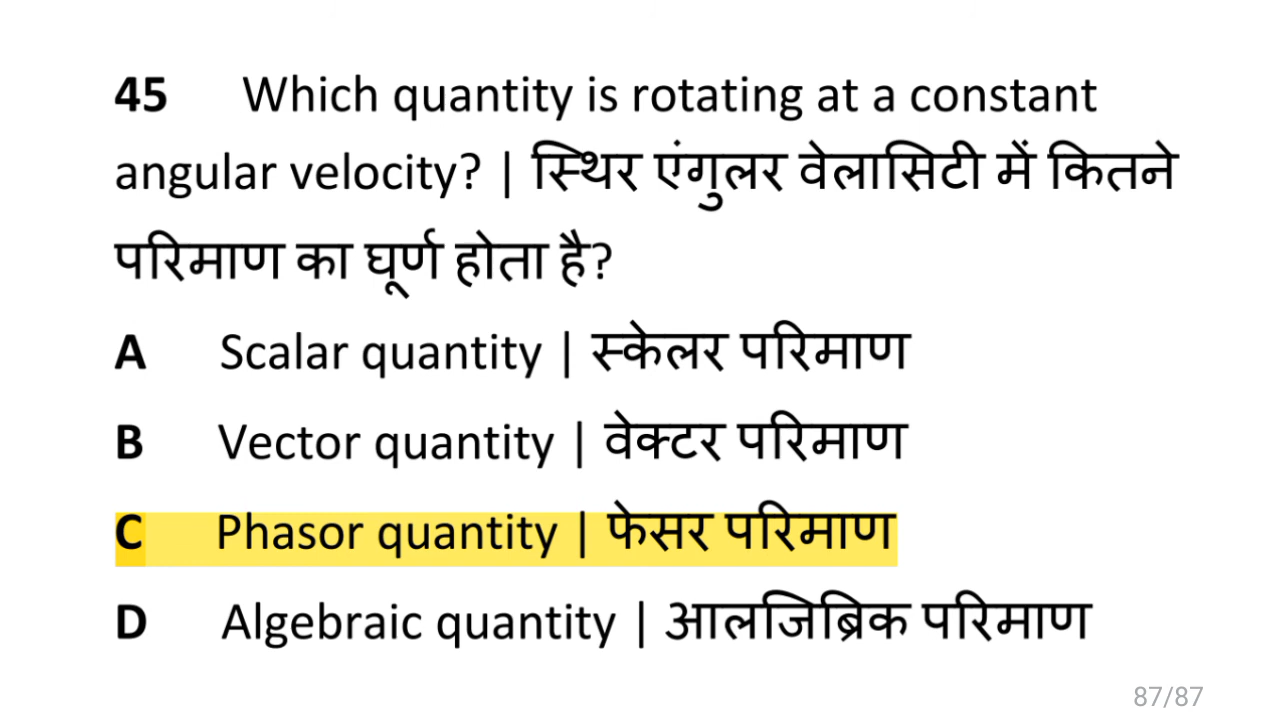 45 Which quantity is rotating at a constant
angular velocity? | स्थिर एंगुलर वेलासिटी में कितने
परिमाण का घूर्ण होता है?
A Scalar quantity | स्केलर परिमाण
B Vector quantity | वेक्टर परिमाण
C Phasor quantity | फेसर परिमाण
D Algebraic quantity | आलजिब्रिक परिमाण
87/87